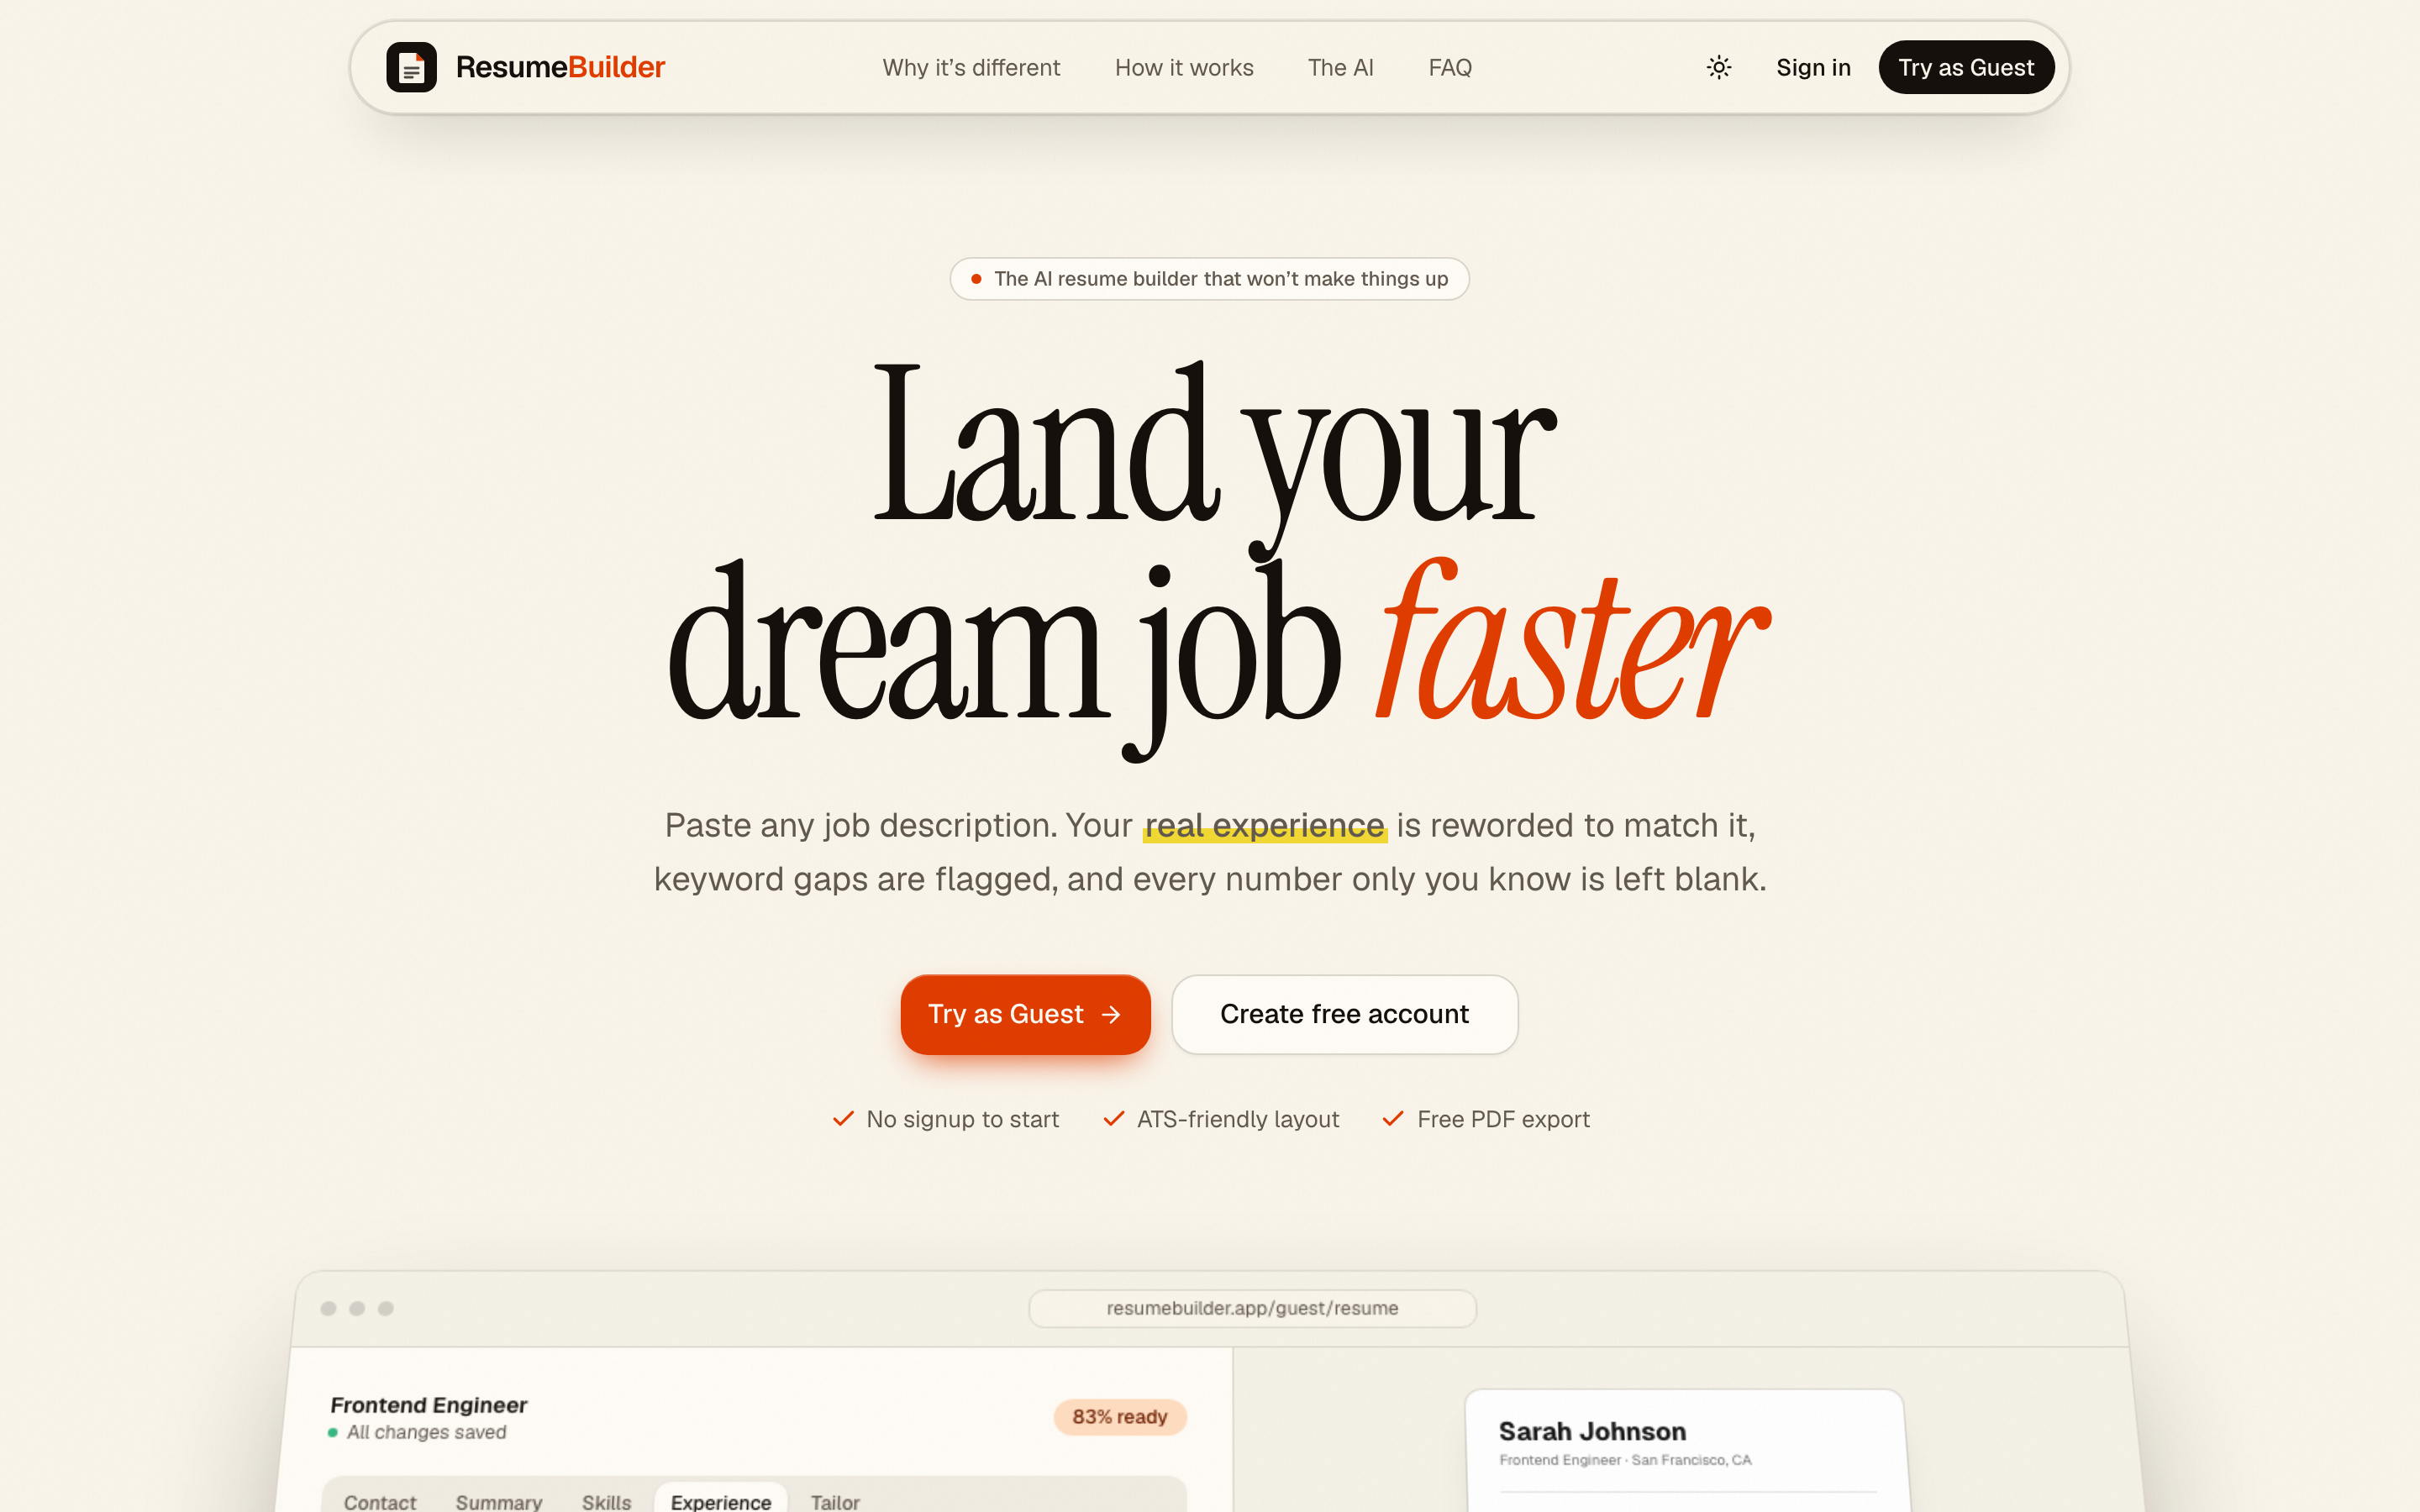 ResumeBuilder
Why it’s different
How it works
The AI
FAQ
Sign in
Try as Guest
The AI resume builder that won’t make things up
Land your
dream job faster
Paste any job description. Your real experience is reworded to match it,
keyword gaps are flagged, and every number only you know is left blank.
Try as Guest →
Create free account
No signup to start
ATS-friendly layout
Free PDF export
resumebuilder.app/guest/resume
Frontend Engineer
All changes saved
83% ready
Contact
Summary
Skills
Experience
Tailor
Sarah Johnson
Frontend Engineer · San Francisco, CA